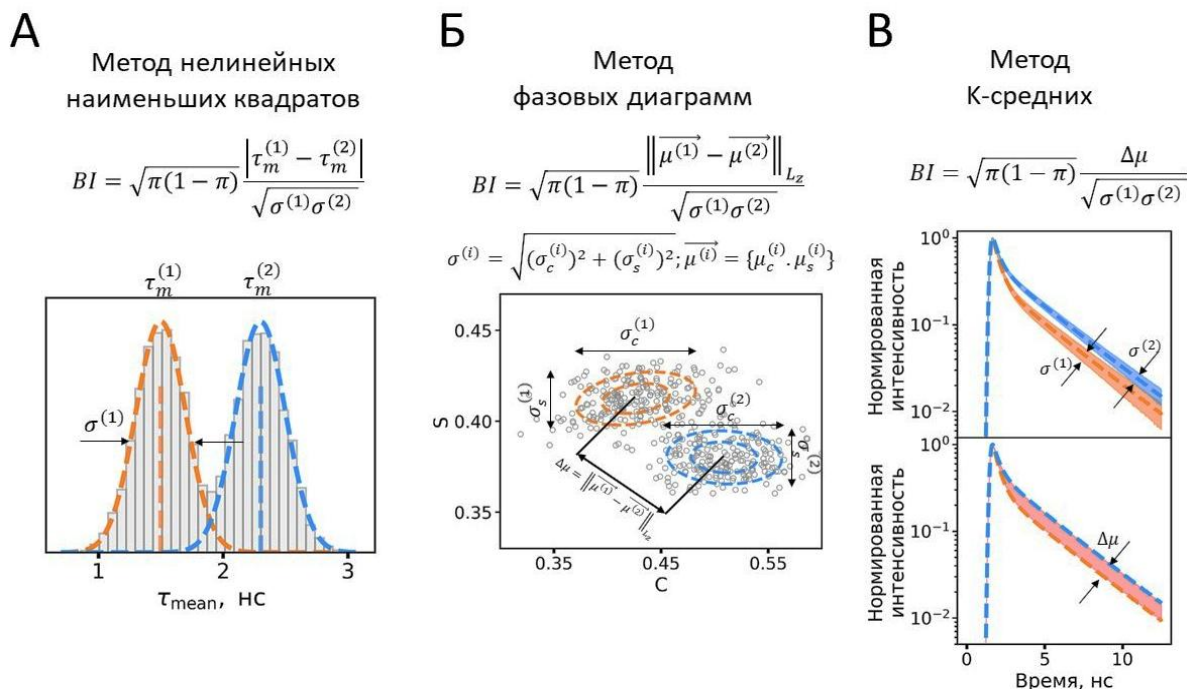 А
Метод нелинейных
наименьших квадратов
BI = √π(1 − π) |τₘ⁽¹⁾ − τₘ⁽²⁾| / √σ⁽¹⁾σ⁽²⁾
τₘ⁽¹⁾ τₘ⁽²⁾
σ⁽¹⁾
1 2 3
τmean, нс
Б
Метод
фазовых диаграмм
BI = √π(1 − π) ‖μ⁽¹⁾ − μ⁽²⁾‖ L₂ / √σ⁽¹⁾σ⁽²⁾
σ⁽ⁱ⁾ = √(σc⁽ⁱ⁾)² + (σs⁽ⁱ⁾)²; μ⁽ⁱ⁾ = {μc⁽ⁱ⁾. μs⁽ⁱ⁾}
0.45
0.40
0.35
S
σc⁽¹⁾
σs⁽¹⁾
σc⁽²⁾
σs⁽²⁾
Δμ = ‖μ⁽¹⁾ − μ⁽²⁾‖ L₂
0.35 0.45 0.55
C
В
Метод
K-средних
BI = √π(1 − π) Δμ / √σ⁽¹⁾σ⁽²⁾
Нормированная
интенсивность
10⁰
10⁻¹
10⁻²
σ⁽¹⁾
σ⁽²⁾
Нормированная
интенсивность
10⁰
10⁻¹
10⁻²
Δμ
0 5 10
Время, нс